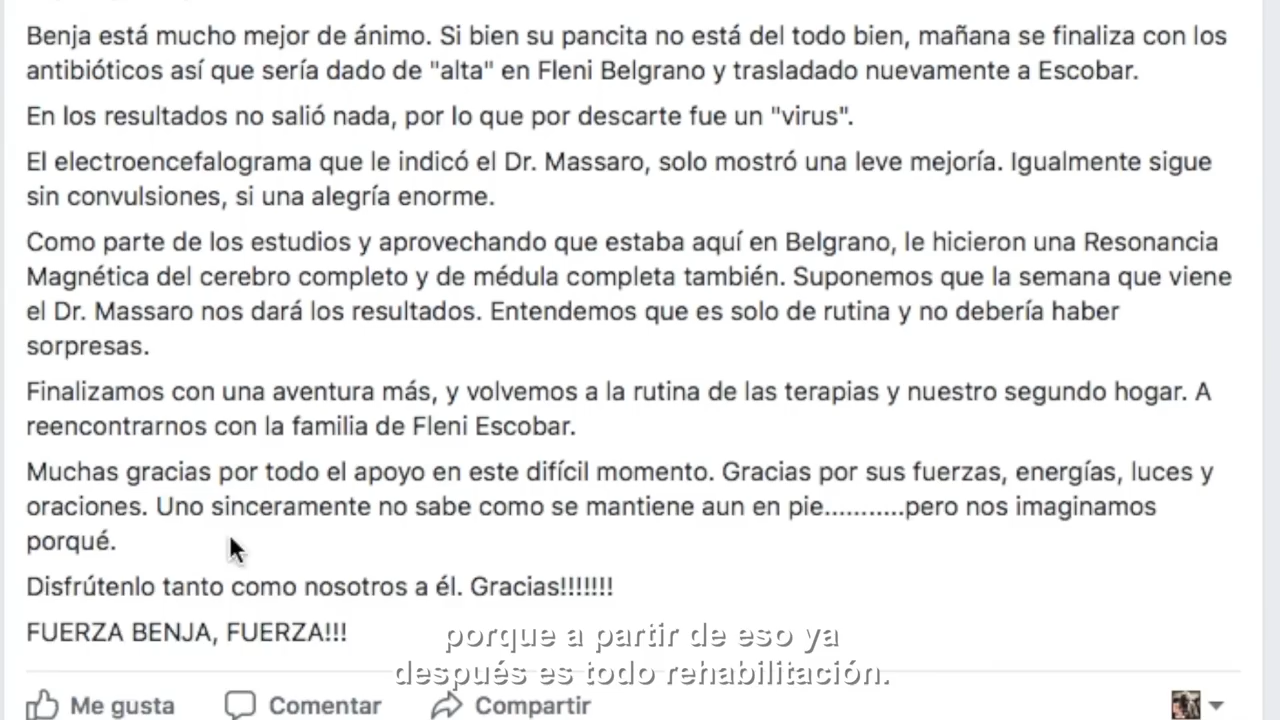 Benja está mucho mejor de ánimo. Si bien su pancita no está del todo bien, mañana se finaliza con los
antibióticos así que sería dado de "alta" en Fleni Belgrano y trasladado nuevamente a Escobar.
En los resultados no salió nada, por lo que por descarte fue un "virus".
El electroencefalograma que le indicó el Dr. Massaro, solo mostró una leve mejoría. Igualmente sigue
sin convulsiones, si una alegría enorme.
Como parte de los estudios y aprovechando que estaba aquí en Belgrano, le hicieron una Resonancia
Magnética del cerebro completo y de médula completa también. Suponemos que la semana que viene
el Dr. Massaro nos dará los resultados. Entendemos que es solo de rutina y no debería haber
sorpresas.
Finalizamos con una aventura más, y volvemos a la rutina de las terapias y nuestro segundo hogar. A
reencontrarnos con la familia de Fleni Escobar.
Muchas gracias por todo el apoyo en este difícil momento. Gracias por sus fuerzas, energías, luces y
oraciones. Uno sinceramente no sabe como se mantiene aun en pie...........pero nos imaginamos
porqué.
Disfrútenlo tanto como nosotros a él. Gracias!!!!!!!
FUERZA BENJA, FUERZA!!!
porque a partir de eso ya
después es todo rehabilitación.
Me gusta Comentar Compartir